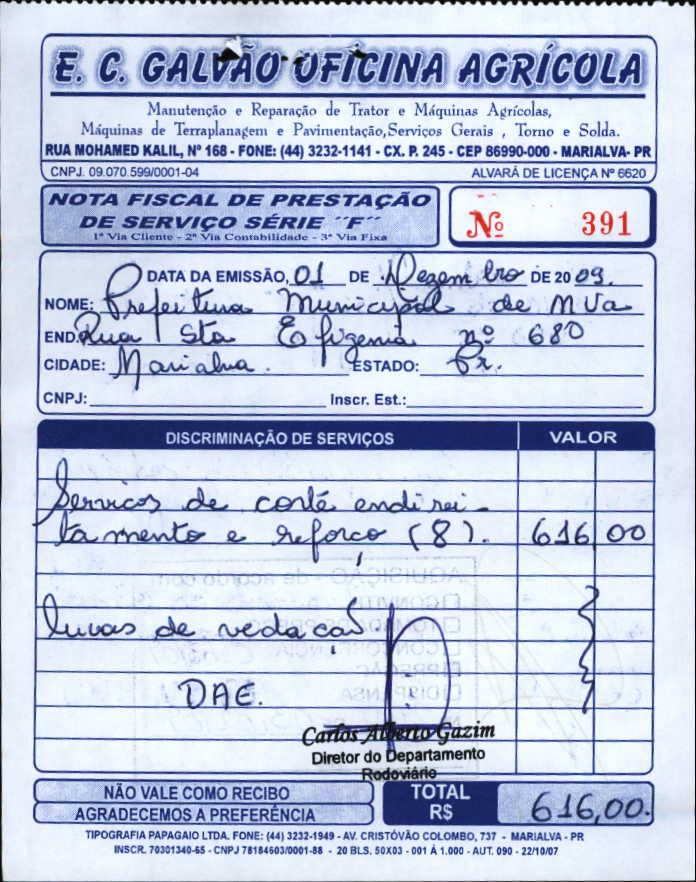 E. C. GALVÃO OFICINA AGRÍCOLA
Manutenção e Reparação de Trator e Máquinas Agrícolas,
Máquinas de Terraplanagem e Pavimentação,Serviços Gerais , Torno e Solda.
RUA MOHAMED KALIL, Nº 168 - FONE: (44) 3232-1141 - CX. P. 245 - CEP 86990-000 - MARIALVA- PR
CNPJ. 09.070.599/0001-04 ALVARÁ DE LICENÇA Nº 6620
NOTA FISCAL DE PRESTAÇÃO
DE SERVIÇO SÉRIE ´´F´´
1ª Via Cliente - 2ª Via Contabilidade - 3ª Via Fixa
Nº 391
DATA DA EMISSÃO, 01 DE Dezembro DE 2009.
NOME: Prefeitura Municipal de MVa
END. Rua Sta Efigenia nº 680
CIDADE: Marialva. ESTADO: Pr.
CNPJ: Inscr. Est.:
DISCRIMINAÇÃO DE SERVIÇOS VALOR
Serviços de corte endirei-
tamento e reforço (8). 616,00
luvas de vedação
DAE.
Carlos Alberto Gazim
Diretor do Departamento
Rodoviário
NÃO VALE COMO RECIBO
AGRADECEMOS A PREFERÊNCIA
TOTAL
R$ 616,00.
TIPOGRAFIA PAPAGAIO LTDA. FONE: (44) 3232-1949 - AV. CRISTÓVÃO COLOMBO, 737 - MARIALVA - PR
INSCR. 70301340-65 - CNPJ 78184603/0001-88 - 20 BLS. 50X03 - 001 Á 1.000 - AUT. 090 - 22/10/07